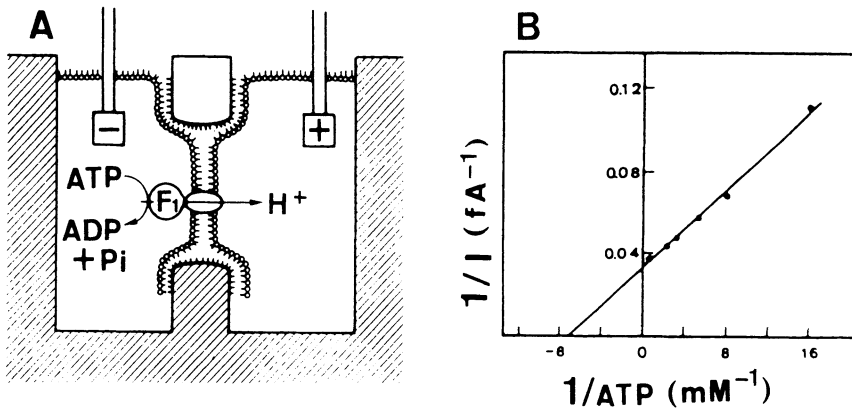 A
−
+
ATP
F₁
H⁺
ADP
+ Pi
B
0.12
0.08
0.04
1/I (fA⁻¹)
-8 0 8 16
1/ATP (mM⁻¹)